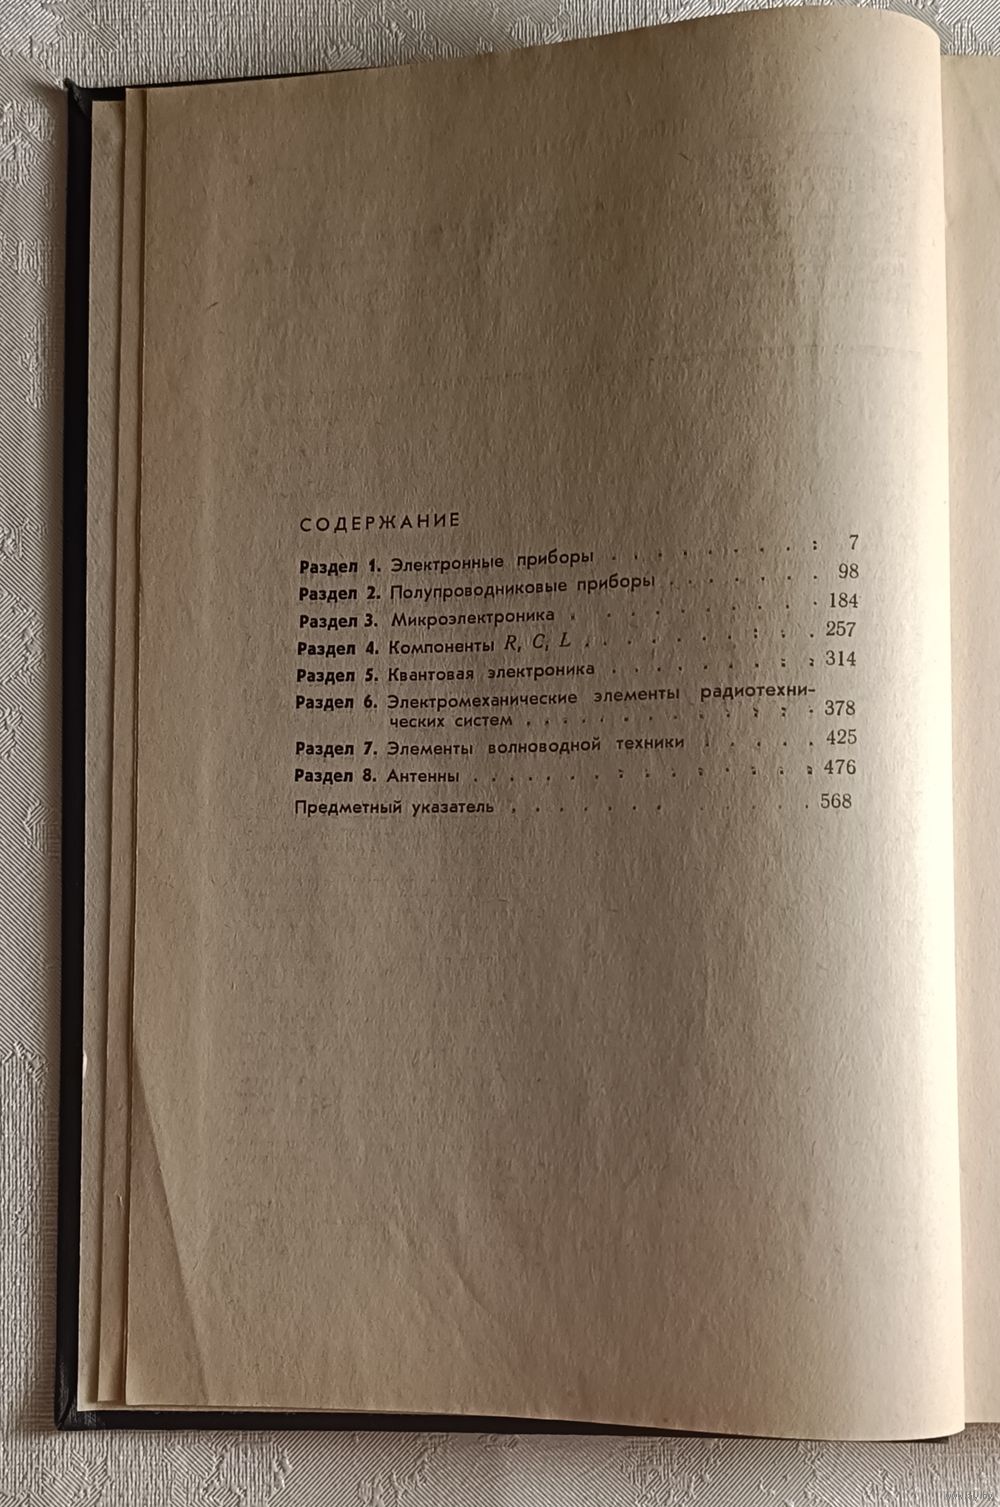 СОДЕРЖАНИЕ
Раздел 1. Электронные приборы . . . . . . . . . : 7
Раздел 2. Полупроводниковые приборы . . . . . . . 98
Раздел 3. Микроэлектроника . . . . . . . . . . 184
Раздел 4. Компоненты R, C, L . . . . . . . . . . 257
Раздел 5. Квантовая электроника . . . . . . . . . 314
Раздел 6. Электромеханические элементы радиотехни-
ческих систем . . . . . . . . . . . . . 378
Раздел 7. Элементы волноводной техники . . . . . 425
Раздел 8. Антенны . . . . . . . . . . . . . . 476
Предметный указатель . . . . . . . . . . . . 568